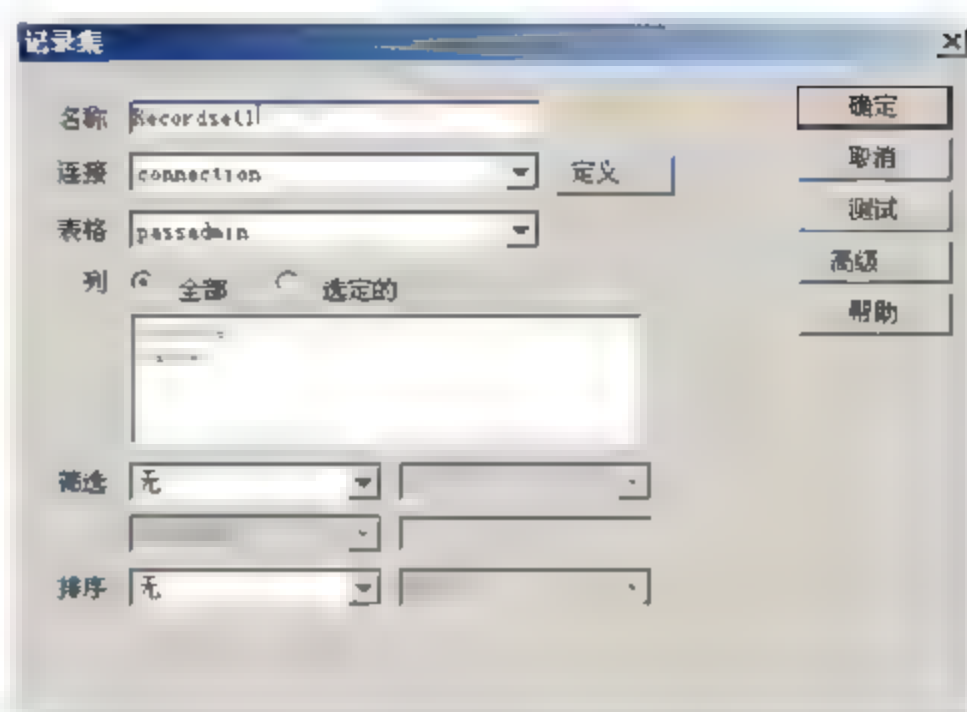 记录集
名称 Recordset1 确定
连接 connection 定义 取消
表格 passadmin 测试
列 全部 选定的 高级
帮助
筛选 无
排序 无